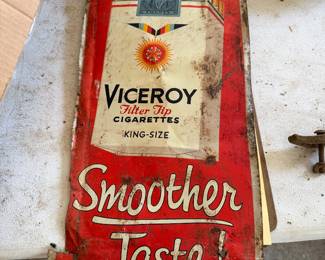 VICEROY
Filter Tip
CIGARETTES
KING-SIZE
Smoother
Taste!